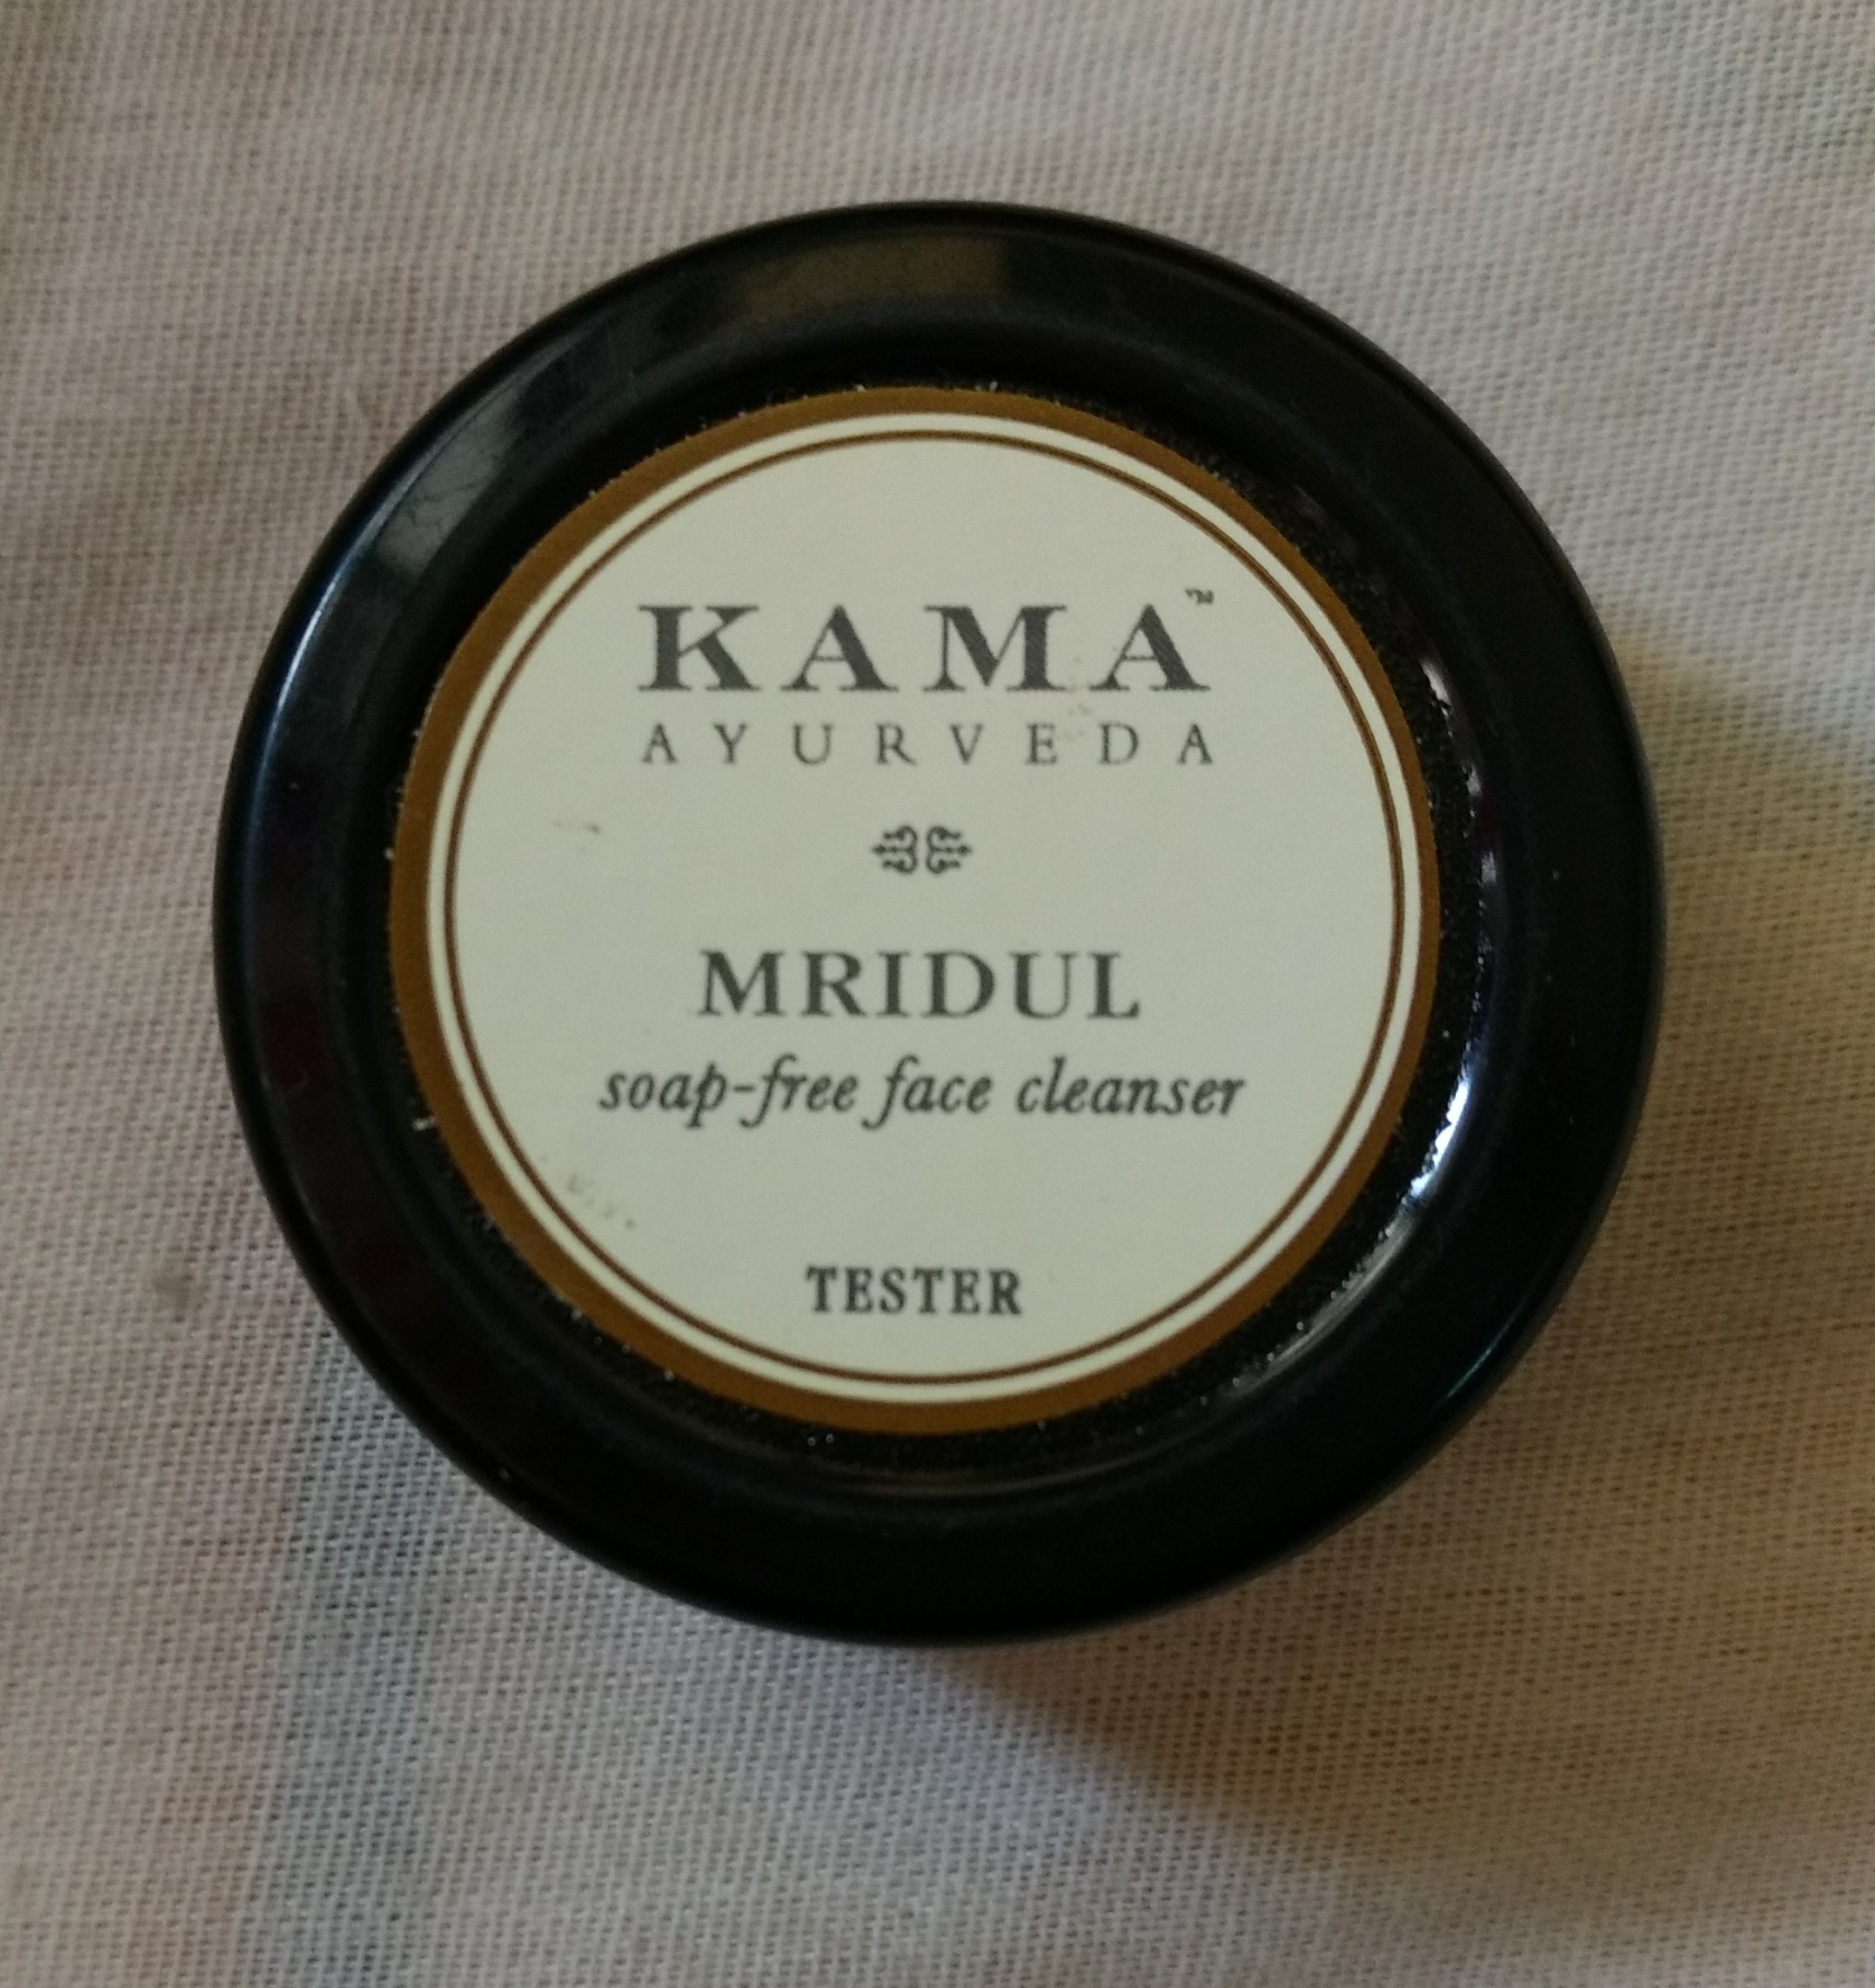 KAMA™
AYURVEDA
MRIDUL
soap-free face cleanser
TESTER